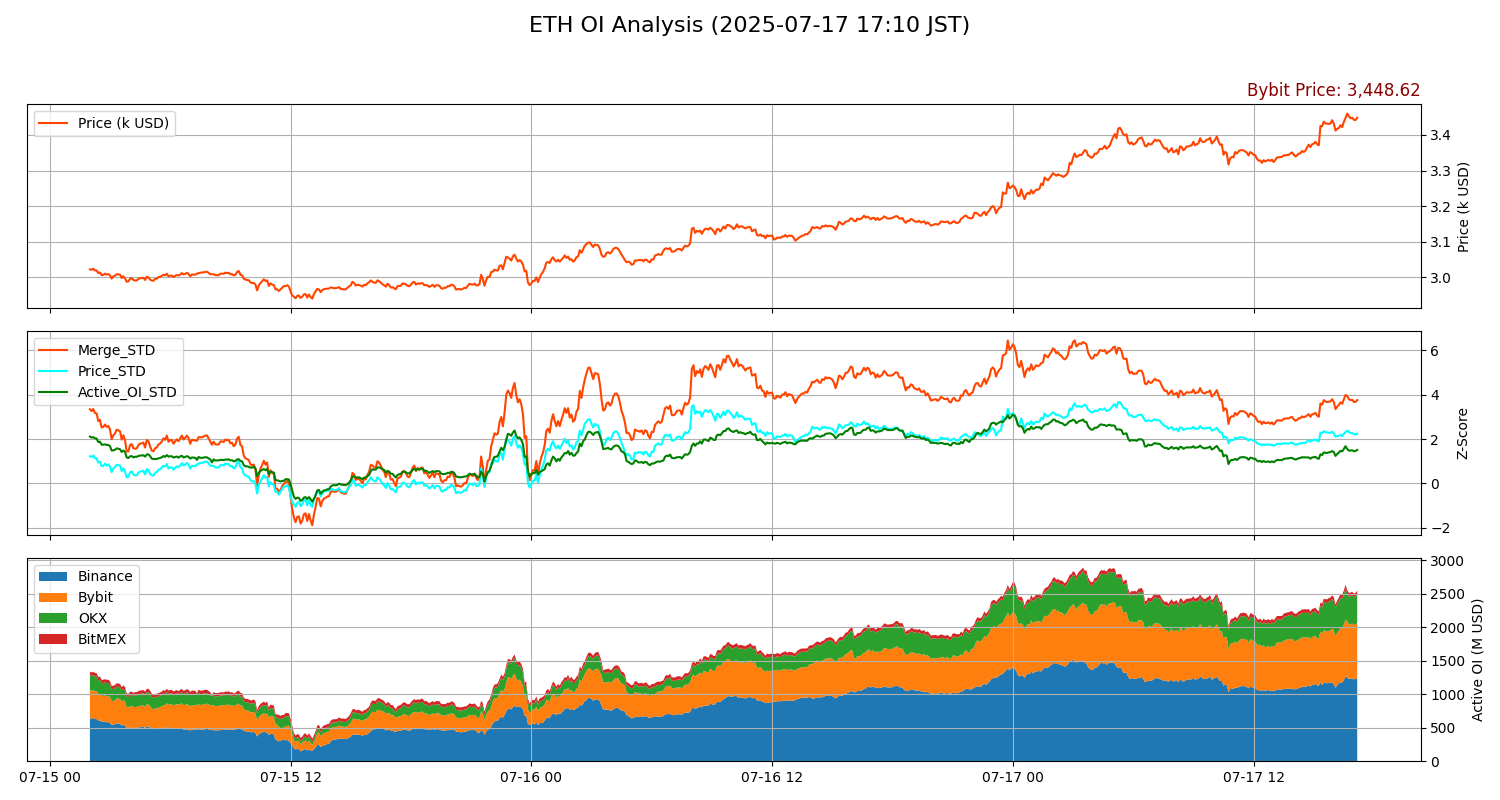 ETH OI Analysis (2025-07-17 17:10 JST)
Bybit Price: 3,448.62
Price (k USD)
3.4
3.3
3.2
3.1
3.0
Price (k USD)
Merge_STD
Price_STD
Active_OI_STD
6
4
2
0
−2
Z-Score
Binance
Bybit
OKX
BitMEX
3000
2500
2000
1500
1000
500
0
Active OI (M USD)
07-15 00
07-15 12
07-16 00
07-16 12
07-17 00
07-17 12